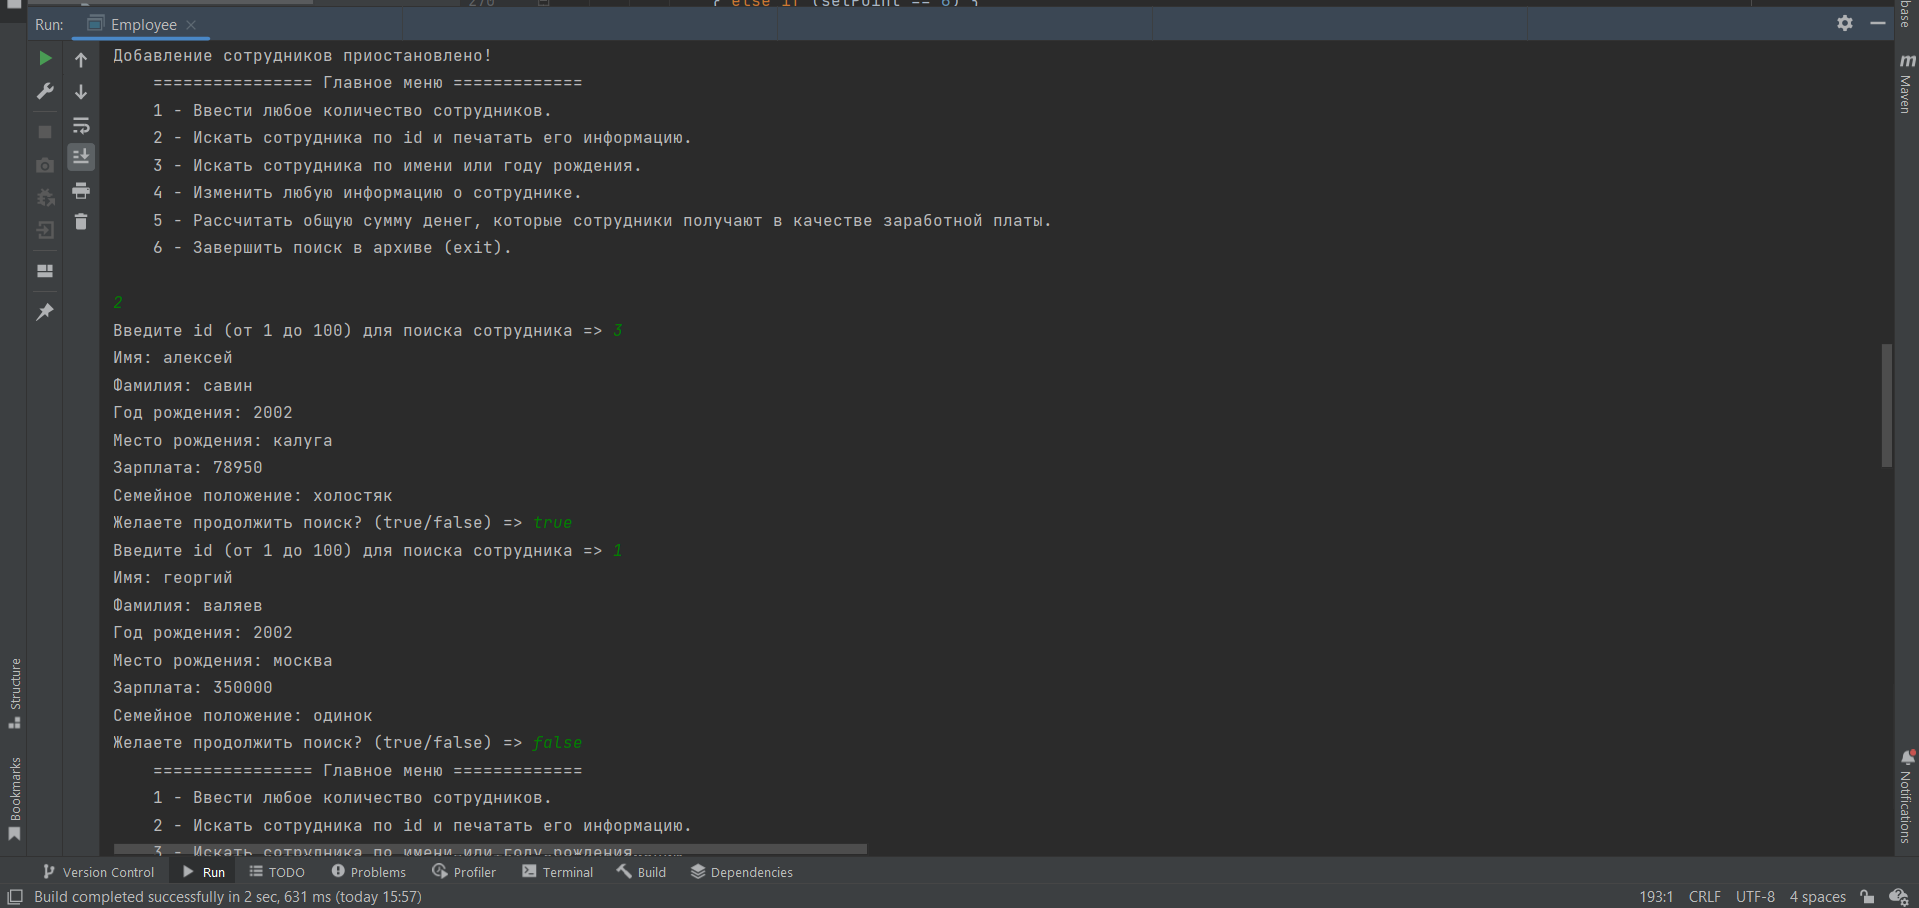 276 } else if (setPoint == 6) {
Run: Employee
Добавление сотрудников приостановлено!
================ Главное меню =============
1 - Ввести любое количество сотрудников.
2 - Искать сотрудника по id и печатать его информацию.
3 - Искать сотрудника по имени или году рождения.
4 - Изменить любую информацию о сотруднике.
5 - Рассчитать общую сумму денег, которые сотрудники получают в качестве заработной платы.
6 - Завершить поиск в архиве (exit).
2
Введите id (от 1 до 100) для поиска сотрудника => 3
Имя: алексей
Фамилия: савин
Год рождения: 2002
Место рождения: калуга
Зарплата: 78950
Семейное положение: холостяк
Желаете продолжить поиск? (true/false) => true
Введите id (от 1 до 100) для поиска сотрудника => 1
Имя: георгий
Фамилия: валяев
Год рождения: 2002
Место рождения: москва
Зарплата: 350000
Семейное положение: одинок
Желаете продолжить поиск? (true/false) => false
================ Главное меню =============
1 - Ввести любое количество сотрудников.
2 - Искать сотрудника по id и печатать его информацию.
3 - Искать сотрудника по имени или году рождения
Structure
Bookmarks
base
m Maven
Notifications
Version Control Run TODO Problems Profiler Terminal Build Dependencies
Build completed successfully in 2 sec, 631 ms (today 15:57) 193:1 CRLF UTF-8 4 spaces